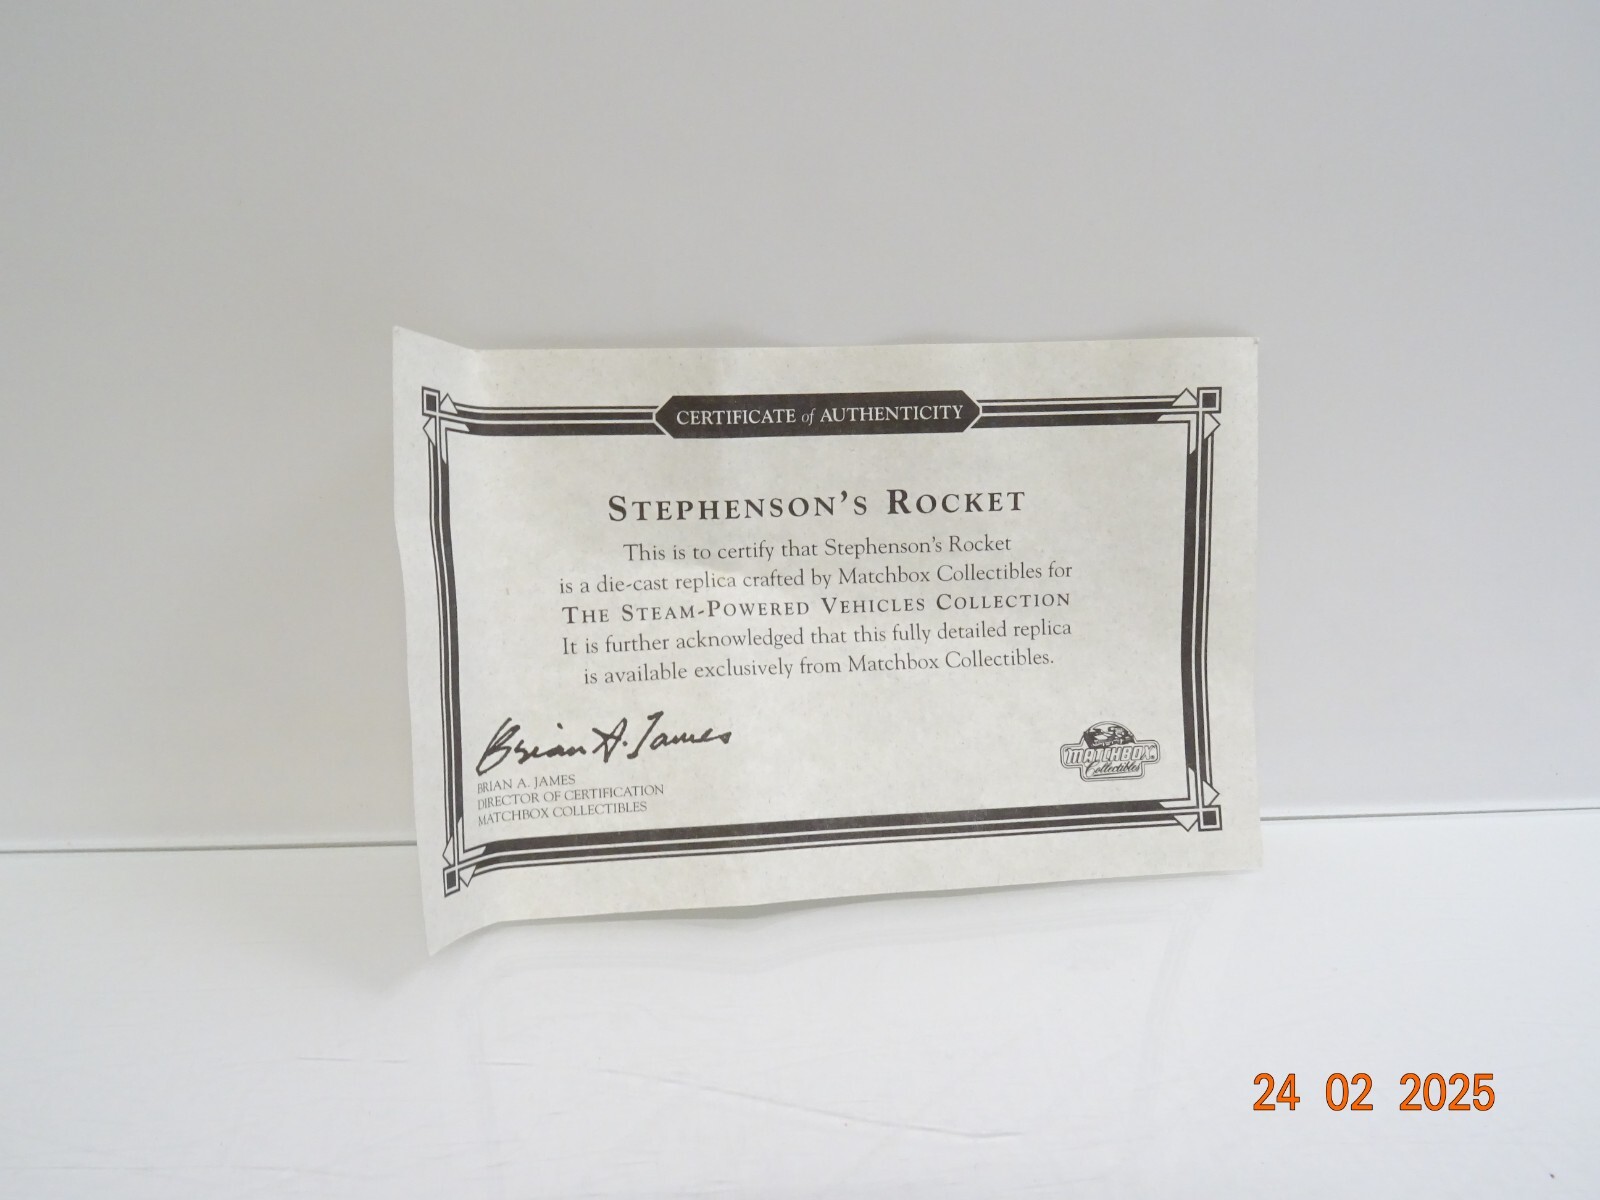 CERTIFICATE of AUTHENTICITY
STEPHENSON'S ROCKET
This is to certify that Stephenson's Rocket
is a die-cast replica crafted by Matchbox Collectibles for
THE STEAM-POWERED VEHICLES COLLECTION
It is further acknowledged that this fully detailed replica
is available exclusively from Matchbox Collectibles.
Brian A. James
BRIAN A. JAMES
DIRECTOR OF CERTIFICATION
MATCHBOX COLLECTIBLES
MATCHBOX
Collectibles
24 02 2025